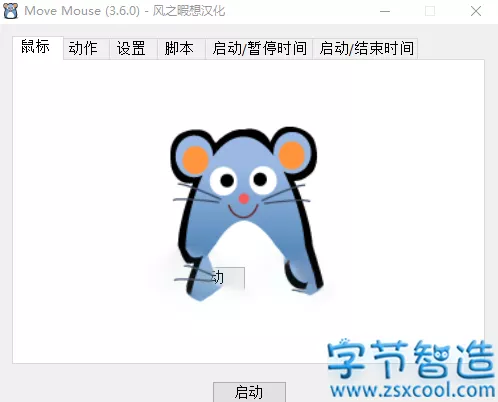 Move Mouse (3.6.0) - 风之暇想汉化
鼠标 动作 设置 脚本 启动/暂停时间 启动/结束时间
动
启动
字节智造
www.zsxcool.com